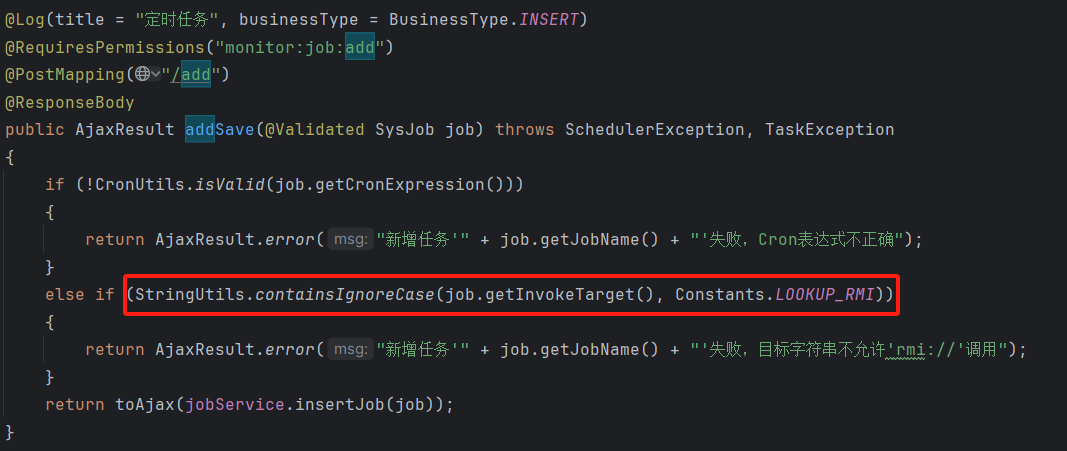 @Log(title = "定时任务", businessType = BusinessType.INSERT)
@RequiresPermissions("monitor:job:add")
@PostMapping("/add")
@ResponseBody
public AjaxResult addSave(@Validated SysJob job) throws SchedulerException, TaskException
{
if (!CronUtils.isValid(job.getCronExpression()))
{
return AjaxResult.error( msg: "新增任务'" + job.getJobName() + "'失败，Cron表达式不正确");
}
else if (StringUtils.containsIgnoreCase(job.getInvokeTarget(), Constants.LOOKUP_RMI))
{
return AjaxResult.error( msg: "新增任务'" + job.getJobName() + "'失败，目标字符串不允许'rmi://'调用");
}
return toAjax(jobService.insertJob(job));
}